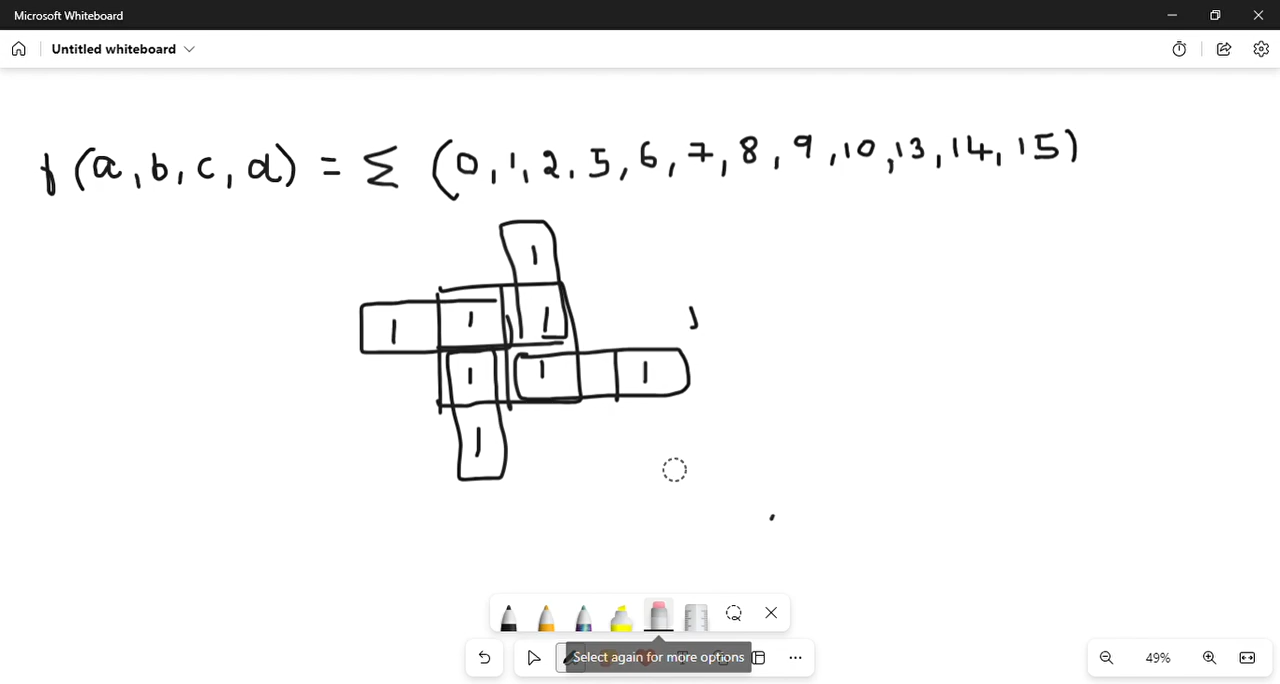 Microsoft Whiteboard
Untitled whiteboard
f (a, b, c, d) = Σ (0, 1, 2, 5, 6, 7, 8, 9, 10, 13, 14, 15)
1
1 1 1
1 1 1
1
Select again for more options
49%